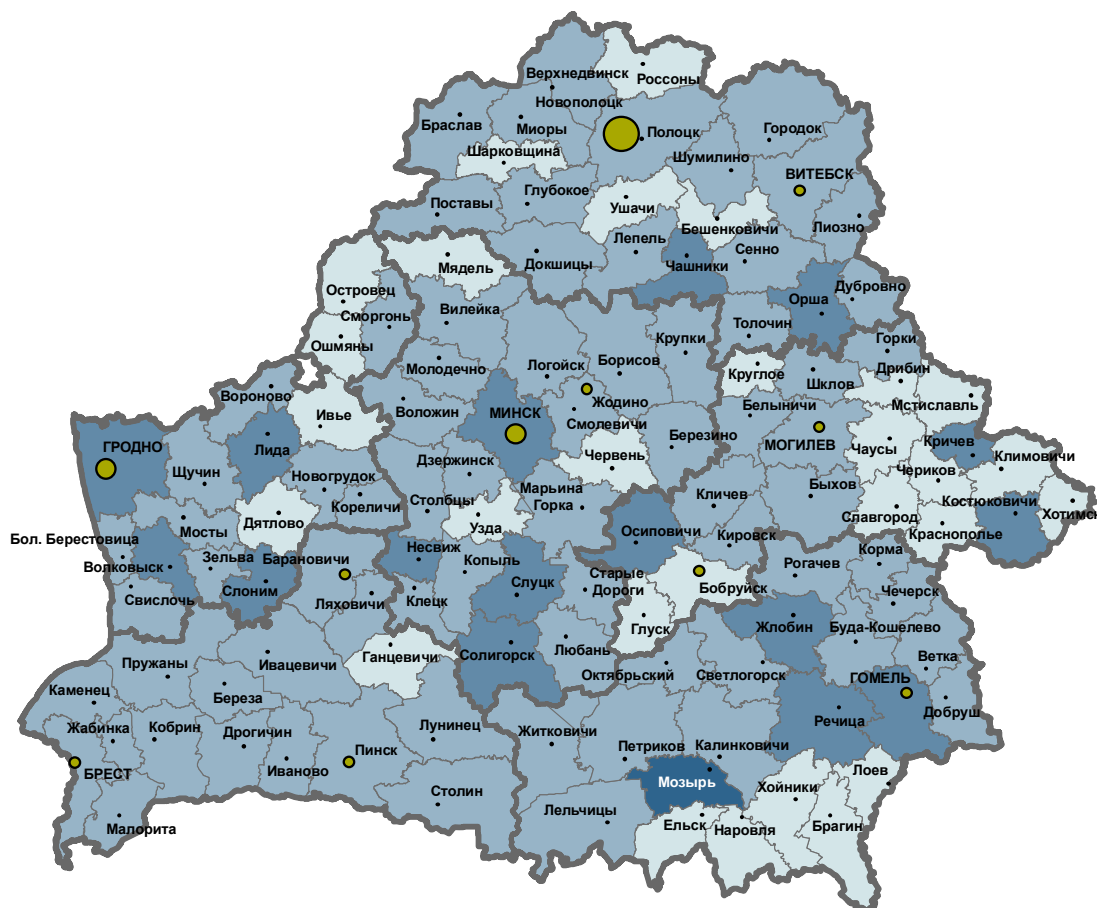 Верхнедвинск
Россоны
Новополоцк
Браслав
Миоры
Полоцк
Городок
Шарковщина
Шумилино
ВИТЕБСК
Поставы
Глубокое
Ушачи
Бешенковичи
Лиозно
Лепель
Сенно
Мядель
Докшицы
Чашники
Островец
Дубровно
Орша
Сморгонь
Вилейка
Толочин
Ошмяны
Крупки
Горки
Молодечно
Логойск
Борисов
Круглое
Дрибин
Шклов
Вороново
Ивье
Воложин
МИНСК
Жодино
Белыничи
Мстиславль
Смолевичи
ГРОДНО
Лида
Березино
МОГИЛЕВ
Чаусы
Кричев
Климовичи
Щучин
Дзержинск
Червень
Чериков
Новогрудок
Марьина
Горка
Кличев
Быхов
Костюковичи
Столбцы
Кореличи
Дятлово
Узда
Славгород
Хотимск
Мосты
Осиповичи
Краснополье
Бол. Берестовица
Кировск
Волковыск
Зельва
Барановичи
Несвиж
Копыль
Корма
Слоним
Слуцк
Старые
Дороги
Бобруйск
Рогачев
Свислочь
Ляховичи
Клецк
Чечерск
Глуск
Жлобин
Буда-Кошелево
Пружаны
Ивацевичи
Ганцевичи
Солигорск
Любань
Ветка
Октябрьский
Светлогорск
ГОМЕЛЬ
Каменец
Береза
Добруш
Жабинка
Кобрин
Дрогичин
Лунинец
Житковичи
Речица
Пинск
Петриков
Калинковичи
БРЕСТ
Иваново
Лоев
Мозырь
Хойники
Столин
Лельчицы
Малорита
Ельск
Наровля
Брагин